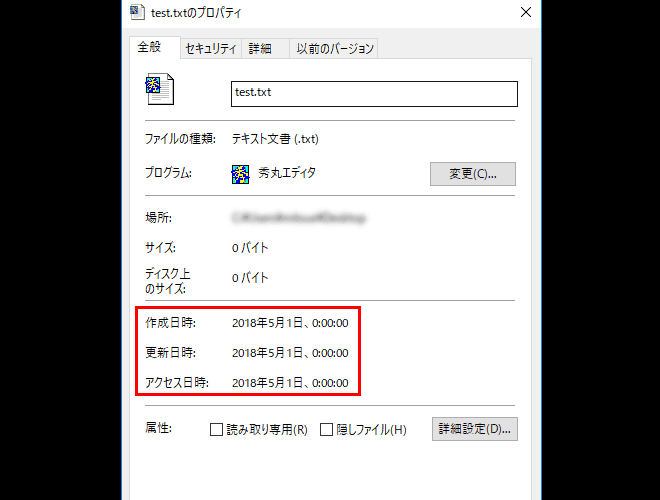 test.txtのプロパティ
全般 セキュリティ 詳細 以前のバージョン
test.txt
ファイルの種類: テキスト文書 (.txt)
プログラム: 秀丸エディタ 変更(C)...
場所:
サイズ: 0 バイト
ディスク上
のサイズ: 0 バイト
作成日時: 2018年5月1日、0:00:00
更新日時: 2018年5月1日、0:00:00
アクセス日時: 2018年5月1日、0:00:00
属性: 読み取り専用(R) 隠しファイル(H) 詳細設定(D)...